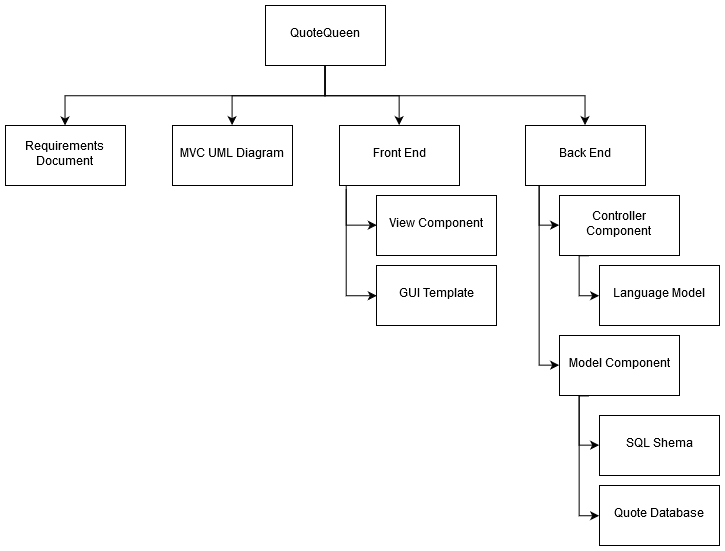 QuoteQueen
Requirements
Document
MVC UML Diagram
Front End
Back End
View Component
GUI Template
Controller
Component
Language Model
Model Component
SQL Shema
Quote Database